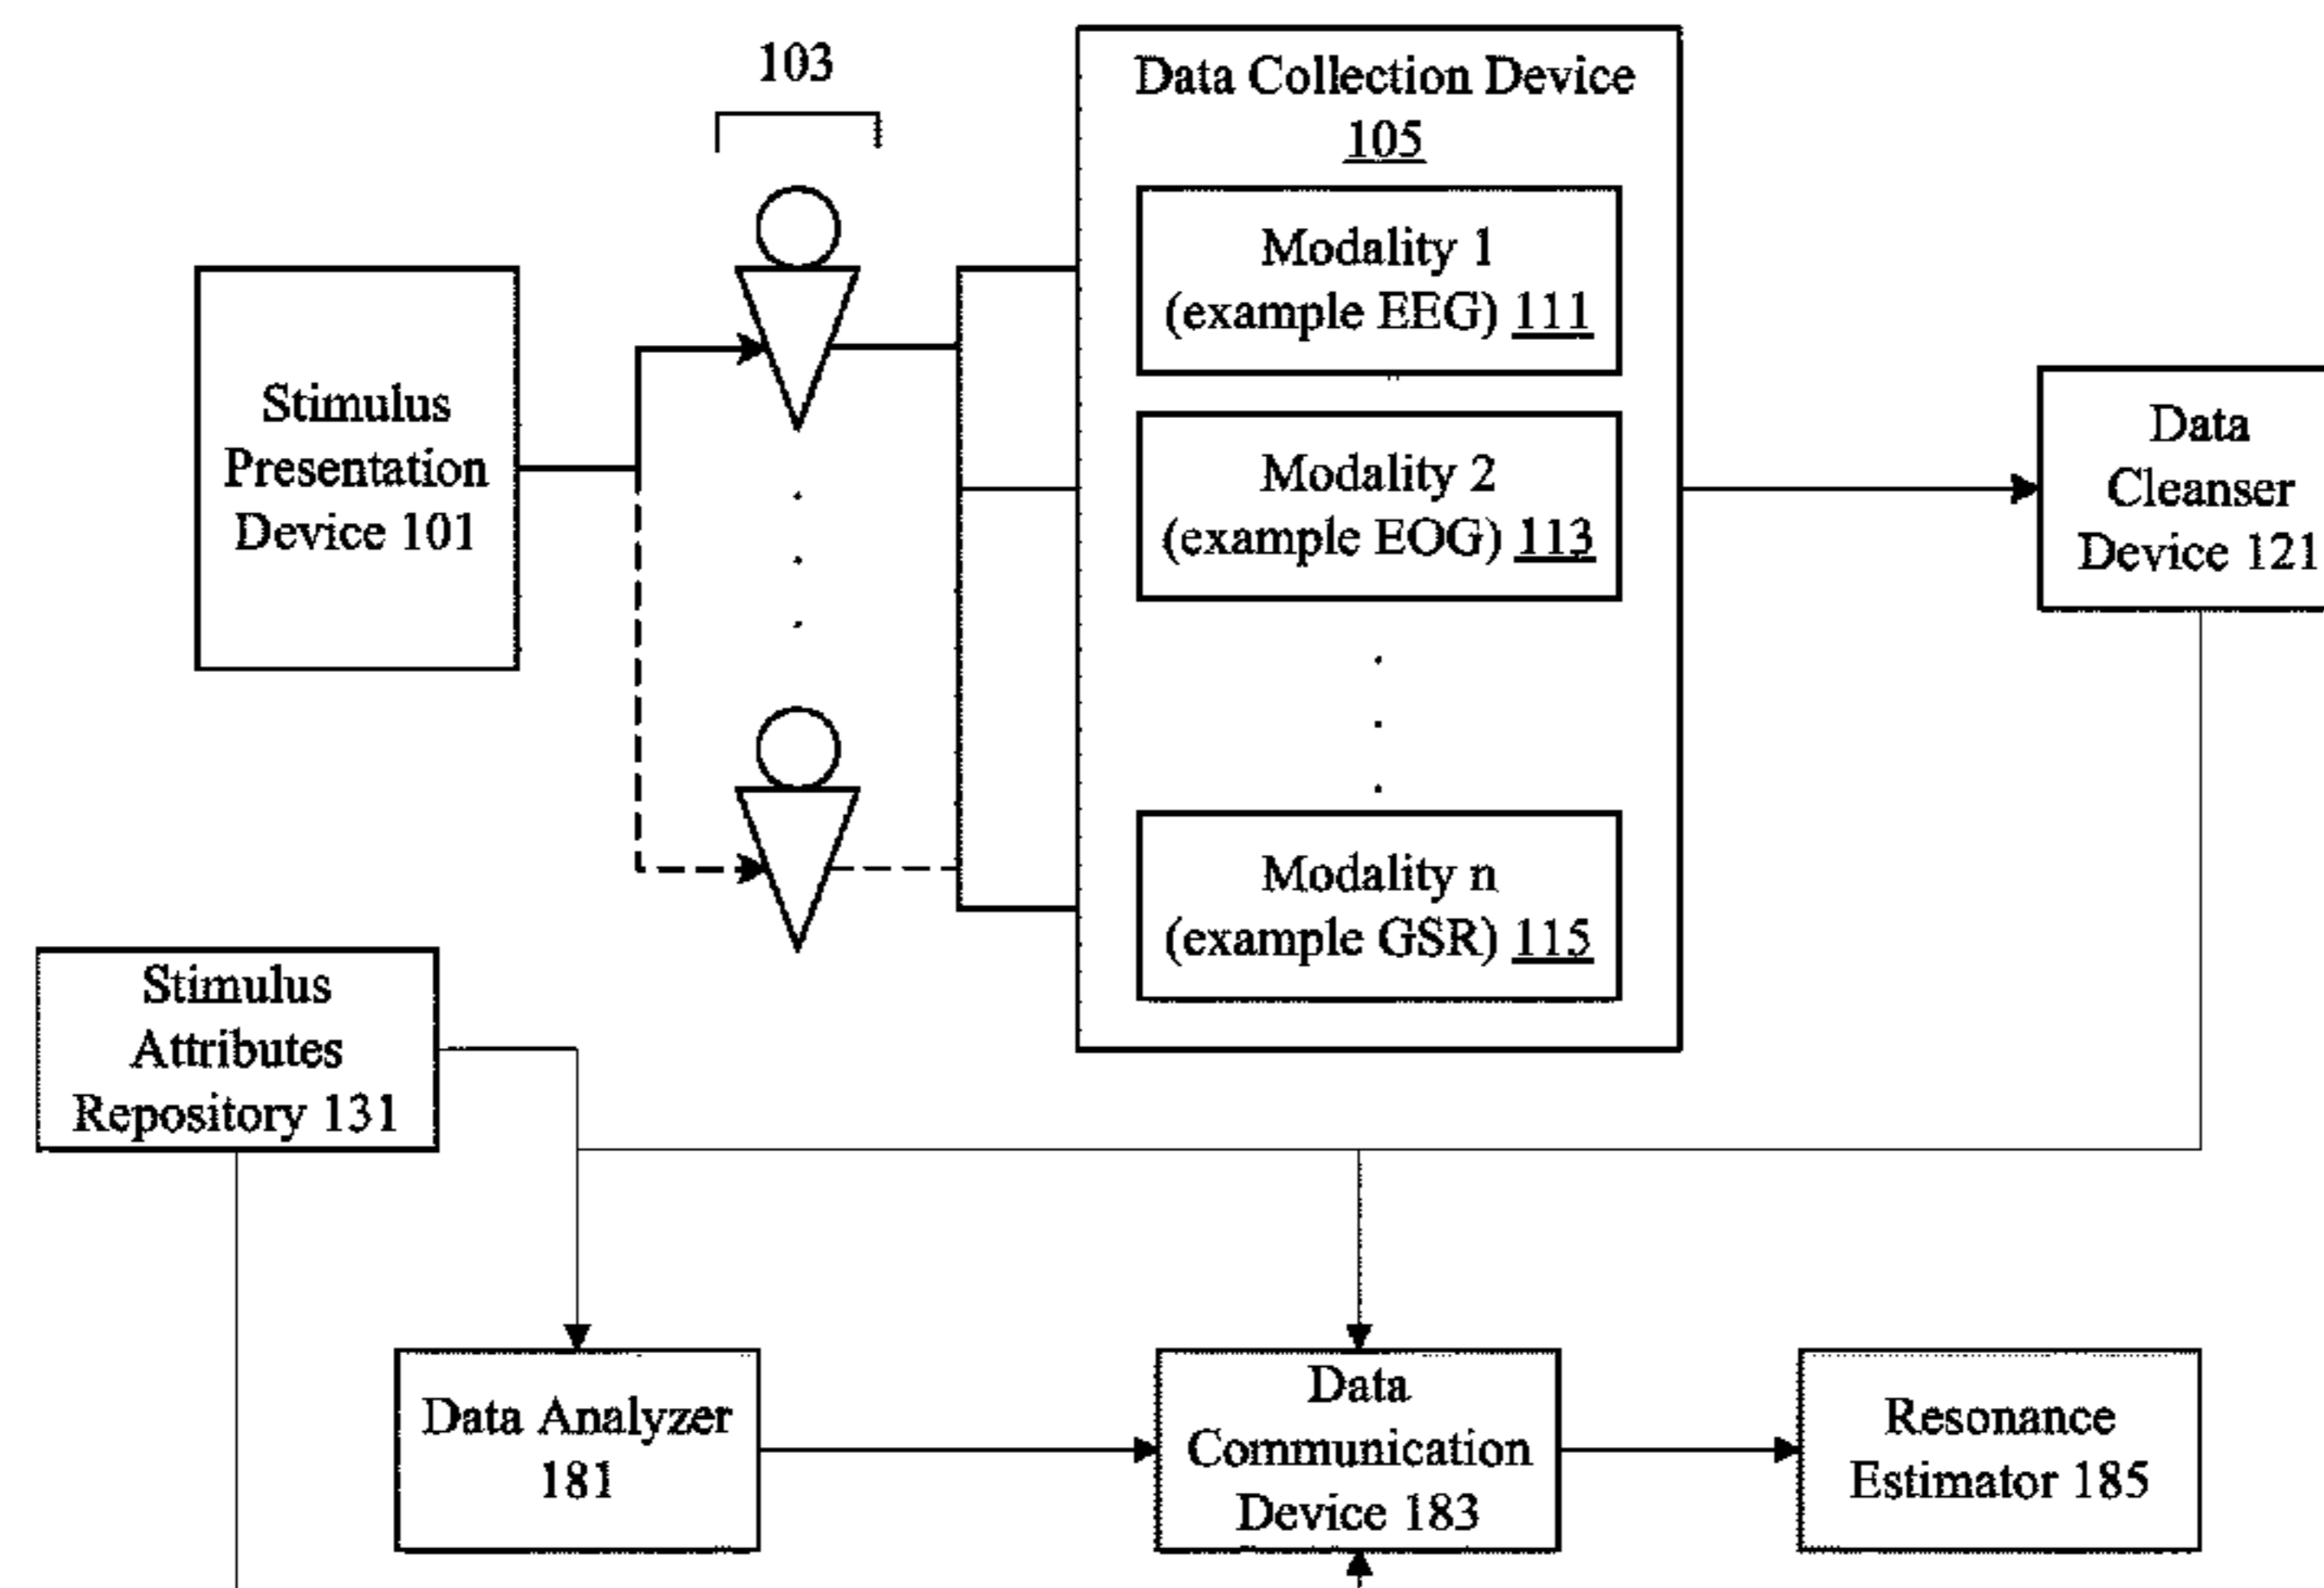 103
Data Collection Device
105
Modality 1
(example EEG) 111
Modality 2
(example EOG) 113
Modality n
(example GSR) 115
Stimulus
Presentation
Device 101
Data
Cleanser
Device 121
Stimulus
Attributes
Repository 131
Data Analyzer
181
Data
Communication
Device 183
Resonance
Estimator 185